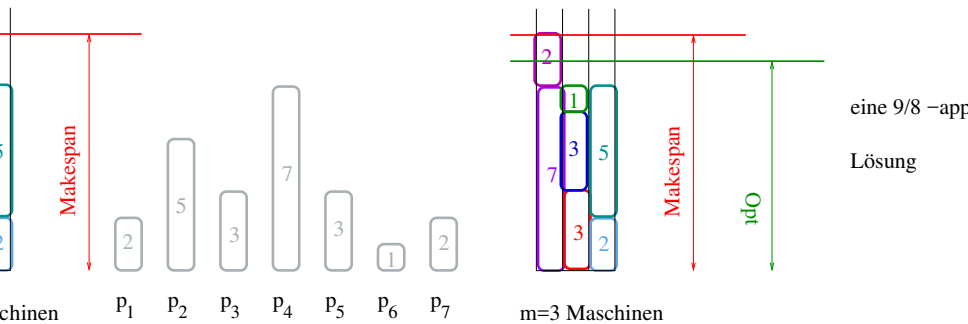 5
2
chinen
Makespan
2
5
3
7
3
1
2
p1
p2
p3
p4
p5
p6
p7
2
7
1
3
3
5
2
m=3 Maschinen
Makespan
Opt
eine 9/8 −app
Lösung